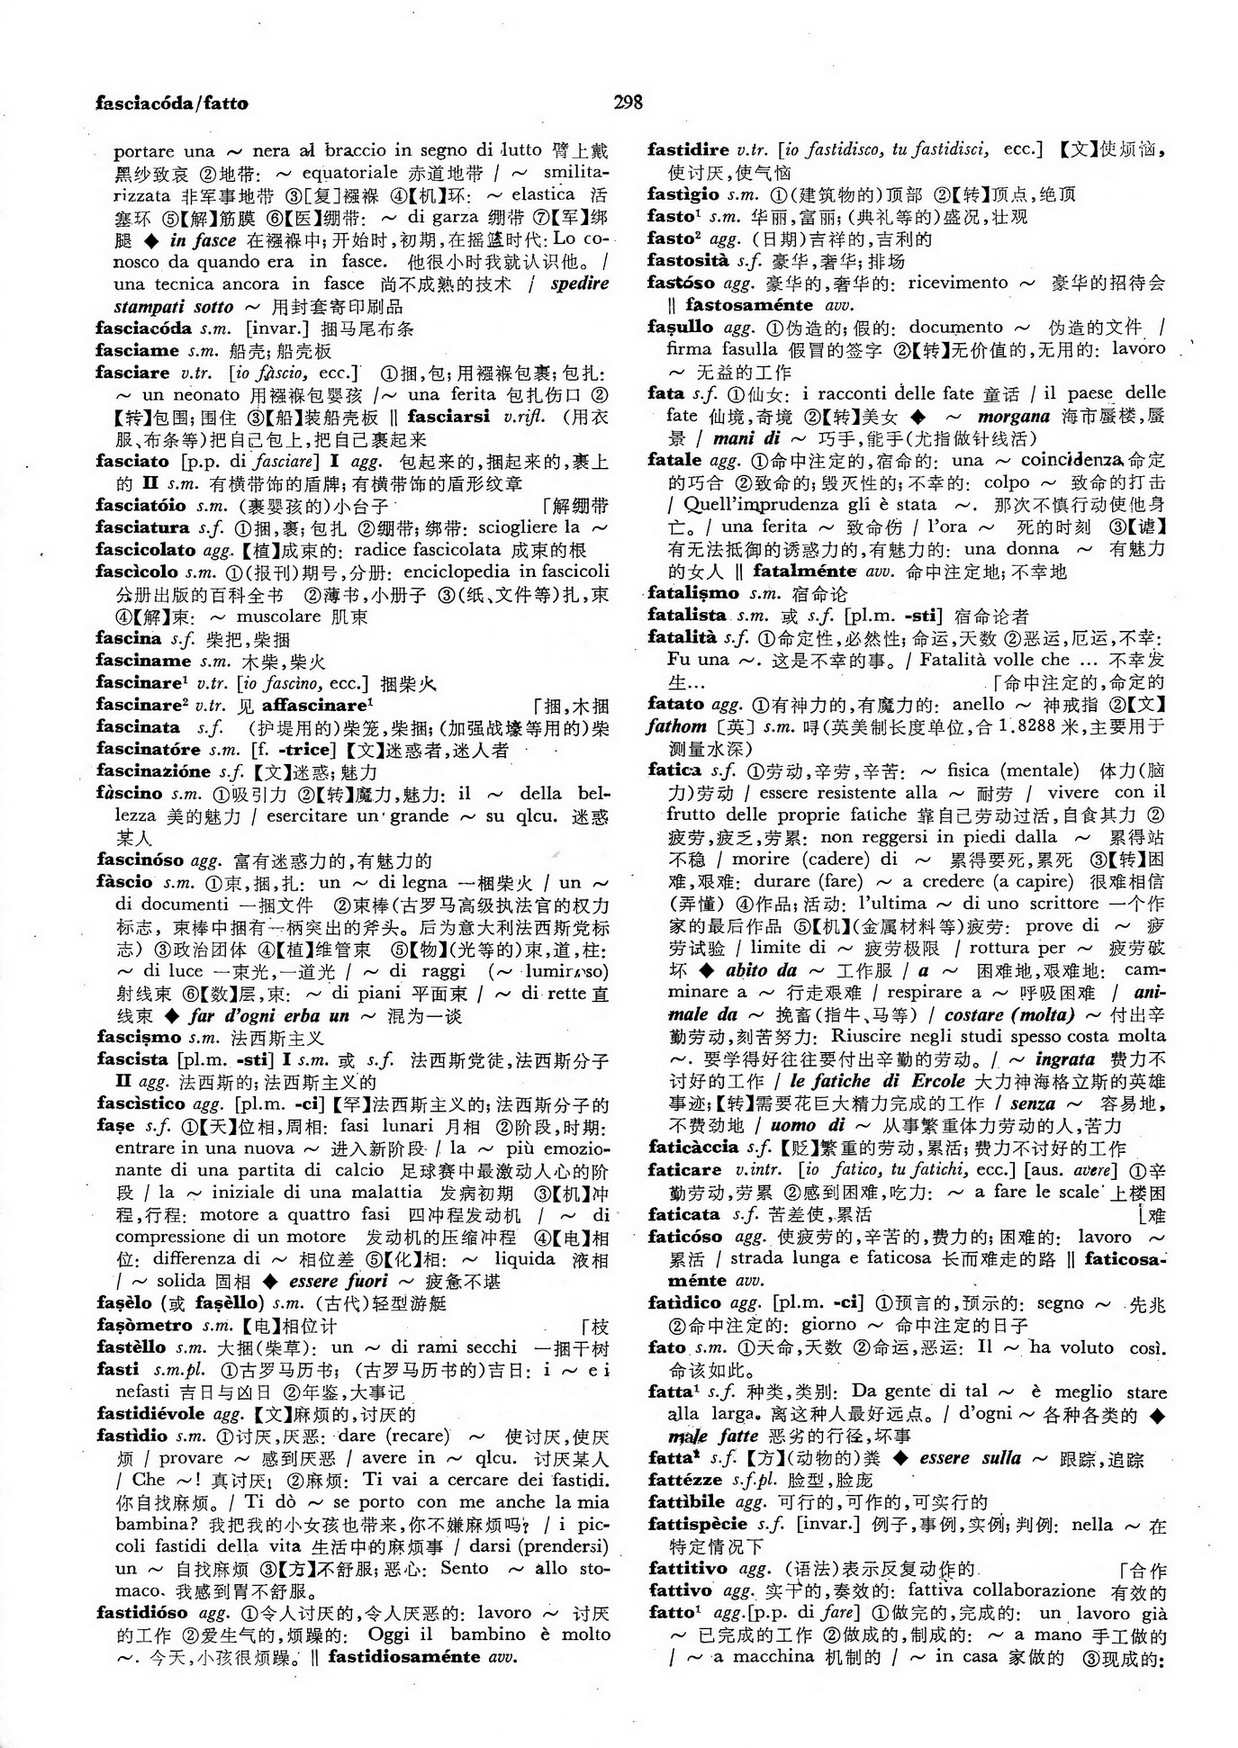 fasciacóda/fatto
298
portare una ～ nera al braccio in segno di lutto 臂上戴
黑纱致哀 ②地带: ～ equatoriale 赤道地带 / ～ smilita-
rizzata 非军事地带 ③[复]襁褓 ④【机】环: ～ elastica 活
塞环 ⑤【解】筋膜 ⑥【医】绷带: ～ di garza 绷带 ⑦【军】绑
腿 ◆ in fasce 在襁褓中;开始时,初期,在摇篮时代: Lo co-
nosco da quando era in fasce. 他很小时我就认识他。 /
una tecnica ancora in fasce 尚不成熟的技术 / spedire
stampati sotto ～ 用封套寄印刷品
fasciacóda s.m. [invar.] 捆马尾布条
fasciame s.m. 船壳; 船壳板
fasciare v.tr. [io fàscio, ecc.] ①捆,包;用襁褓包裹;包扎:
～ un neonato 用襁褓包婴孩 /～ una ferita 包扎伤口 ②
【转】包围;围住 ③【船】装船壳板 ‖ fasciarsi v.rifl. (用衣
服、布条等)把自己包上,把自己裹起来
fasciato [p.p. di fasciare] I agg. 包起来的,捆起来的,裹上
的 II s.m. 有横带饰的盾牌; 有横带饰的盾形纹章
fasciatóio s.m. (裹婴孩的)小台子 「解绷带
fasciatura s.f. ①捆,裹; 包扎 ②绷带; 绑带: sciogliere la ～
fascicolato agg. 【植】成束的: radice fascicolata 成束的根
fascìcolo s.m. ①(报刊)期号,分册: enciclopedia in fascicoli
分册出版的百科全书 ②薄书,小册子 ③(纸、文件等)扎,束
④【解】束: ～ muscolare 肌束
fascina s.f. 柴把,柴捆
fasciname s.m. 木柴,柴火
fascinare¹ v.tr. [io fascìno, ecc.] 捆柴火
fascinare² v.tr. 见 affascinare¹ 「捆,木捆
fascinata s.f. (护堤用的)柴笼,柴捆; (加强战壕等用的)柴
fascinatóre s.m. [f. -trice] 【文】迷惑者,迷人者
fascinazióne s.f. 【文】迷惑; 魅力
fàscino s.m. ①吸引力 ②【转】魔力,魅力: il ～ della bel-
lezza 美的魅力 / esercitare un grande ～ su qlcu. 迷惑
某人
fascinóso agg. 富有迷惑力的,有魅力的
fàscio s.m. ①束,捆,扎: un ～ di legna 一梱柴火 / un ～
di documenti 一捆文件 ②束棒(古罗马高级执法官的权力
标志, 束棒中捆有一柄突出的斧头。后为意大利法西斯党标
志) ③政治团体 ④【植】维管束 ⑤【物】(光等的)束,道,柱:
～ di luce 一束光,一道光 / ～ di raggi (～ luminoso)
射线束 ⑥【数】层,束: ～ di piani 平面束 / ～ di rette 直
线束 ◆ far d'ogni erba un ～ 混为一谈
fascişmo s.m. 法西斯主义
fascista [pl.m. -sti] I s.m. 或 s.f. 法西斯党徒,法西斯分子
II agg. 法西斯的; 法西斯主义的
fascìstico agg. [pl.m. -ci] 【罕】法西斯主义的; 法西斯分子的
faşe s.f. ①【天】位相,周相: fasi lunari 月相 ②阶段,时期:
entrare in una nuova ～ 进入新阶段 / la ～ più emozio-
nante di una partita di calcio 足球赛中最激动人心的阶
段 / la ～ iniziale di una malattia 发病初期 ③【机】冲
程,行程: motore a quattro fasi 四冲程发动机 / ～ di
compressione di un motore 发动机的压缩冲程 ④【电】相
位: differenza di ～ 相位差 ⑤【化】相: ～ liquida 液相
/ ～ solida 固相 ◆ essere fuori ～ 疲惫不堪
faşèlo (或 faşèllo) s.m. (古代)轻型游艇
faşòmetro s.m. 【电】相位计 「枝
fastèllo s.m. 大捆(柴草): un ～ di rami secchi 一捆干树
fasti s.m.pl. ①古罗马历书; (古罗马历书的)吉日: i ～ e i
nefasti 吉日与凶日 ②年鉴,大事记
fastidiévole agg. 【文】麻烦的,讨厌的
fastìdio s.m. ①讨厌,厌恶: dare (recare) ～ 使讨厌,使厌
烦 / provare ～ 感到厌恶 / avere in ～ qlcu. 讨厌某人
/ Che ～! 真讨厌! ②麻烦: Ti vai a cercare dei fastidi.
你自找麻烦。/ Ti dò ～ se porto con me anche la mia
bambina? 我把我的小女孩也带来,你不嫌麻烦吗? / i pic-
coli fastidi della vita 生活中的麻烦事 / darsi (prendersi)
un ～ 自找麻烦 ③【方】不舒服; 恶心: Sento ～ allo sto-
maco. 我感到胃不舒服。
fastidióso agg. ①令人讨厌的,令人厌恶的: lavoro ～ 讨厌
的工作 ②爱生气的,烦躁的: Oggi il bambino è molto
～. 今天,小孩很烦躁。‖ fastidiosaménte avv.
fastidire v.tr. [io fastidisco, tu fastidisci, ecc.] 【文】使烦恼,
使讨厌,使气恼
fastìgio s.m. ①(建筑物的)顶部 ②【转】顶点,绝顶
fasto¹ s.m. 华丽,富丽; (典礼等的)盛况,壮观
fasto² agg. (日期)吉祥的,吉利的
fastosità s.f. 豪华,奢华; 排场
fastóso agg. 豪华的,奢华的: ricevimento ～ 豪华的招待会
‖ fastosaménte avv.
faşullo agg. ①伪造的; 假的: documento ～ 伪造的文件 /
firma fasulla 假冒的签字 ②【转】无价值的,无用的: lavoro
～ 无益的工作
fata s.f. ①仙女: i racconti delle fate 童话 / il paese delle
fate 仙境,奇境 ②【转】美女 ◆ ～ morgana 海市蜃楼,蜃
景 / mani di ～ 巧手,能手(尤指做针线活)
fatale agg. ①命中注定的,宿命的: una ～ coincidenza 命定
的巧合 ②致命的; 毁灭性的; 不幸的: colpo ～ 致命的打击
/ Quell'imprudenza gli è stata ～. 那次不慎行动使他身
亡。/ una ferita ～ 致命伤 / l'ora ～ 死的时刻 ③【谑】
有无法抵御的诱惑力的,有魅力的: una donna ～ 有魅力
的女人 ‖ fatalménte avv. 命中注定地; 不幸地
fatalişmo s.m. 宿命论
fatalista s.m. 或 s.f. [pl.m. -sti] 宿命论者
fatalità s.f. ①命定性,必然性; 命运,天数 ②恶运,厄运,不幸:
Fu una ～. 这是不幸的事。/ Fatalità volle che ... 不幸发
生... 「命中注定的,命定的
fatato agg. ①有神力的,有魔力的: anello ～ 神戒指 ②【文】
fathom [英] s.m. 㖊(英美制长度单位,合 1.8288 米,主要用于
测量水深)
fatica s.f. ①劳动,辛劳,辛苦: ～ fisica (mentale) 体力(脑
力)劳动 / essere resistente alla ～ 耐劳 / vivere con il
frutto delle proprie fatiche 靠自己劳动过活,自食其力 ②
疲劳,疲乏,劳累: non reggersi in piedi dalla ～ 累得站
不稳 / morire (cadere) di ～ 累得要死,累死 ③【转】困
难,艰难: durare (fare) ～ a credere (a capire) 很难相信
(弄懂) ④作品; 活动: l'ultima ～ di uno scrittore 一个作
家的最后作品 ⑤【机】(金属材料等)疲劳: prove di ～ 疲
劳试验 / limite di ～ 疲劳极限 / rottura per ～ 疲劳破
坏 ◆ abito da ～ 工作服 / a ～ 困难地,艰难地: cam-
minare a ～ 行走艰难 / respirare a ～ 呼吸困难 / ani-
male da ～ 挽畜(指牛、马等) / costare (molta) ～ 付出辛
勤劳动,刻苦努力: Riuscire negli studi spesso costa molta
～. 要学得好往往要付出辛勤的劳动。/ ～ ingrata 费力不
讨好的工作 / le fatiche di Ercole 大力神海格立斯的英雄
事迹;【转】需要花巨大精力完成的工作 / senza ～ 容易地,
不费劲地 / uomo di ～ 从事繁重体力劳动的人,苦力
faticàccia s.f. 【贬】繁重的劳动,累活; 费力不讨好的工作
faticare v.intr. [io fatico, tu fatichi, ecc.] [aus. avere] ①辛
勤劳动,劳累 ②感到困难,吃力: ～ a fare le scale 上楼困
faticata s.f. 苦差使,累活 ⌊难
faticóso agg. 使疲劳的,辛苦的,费力的; 困难的: lavoro ～
累活 / strada lunga e faticosa 长而难走的路 ‖ faticosa-
ménte avv.
fatìdico agg. [pl.m. -ci] ①预言的,预示的: segno ～ 先兆
②命中注定的: giorno ～ 命中注定的日子
fato s.m. ①天命,天数 ②命运,恶运: Il ～ ha voluto così.
命该如此。
fatta¹ s.f. 种类,类别: Da gente di tal ～ è meglio stare
alla larga. 离这种人最好远点。/ d'ogni ～ 各种各类的 ◆
male fatte 恶劣的行径,坏事
fatta² s.f. 【方】(动物的)粪 ◆ essere sulla ～ 跟踪,追踪
fattézze s.f.pl. 脸型,脸庞
fattìbile agg. 可行的,可作的,可实行的
fattispècie s.f. [invar.] 例子,事例,实例; 判例: nella ～ 在
特定情况下
fattitivo agg. (语法)表示反复动作的 「合作
fattivo agg. 实干的,奏效的: fattiva collaborazione 有效的
fatto¹ agg.[p.p. di fare] ①做完的,完成的: un lavoro già
～ 已完成的工作 ②做成的,制成的: ～ a mano 手工做的
/ ～ a macchina 机制的 / ～ in casa 家做的 ③现成的: